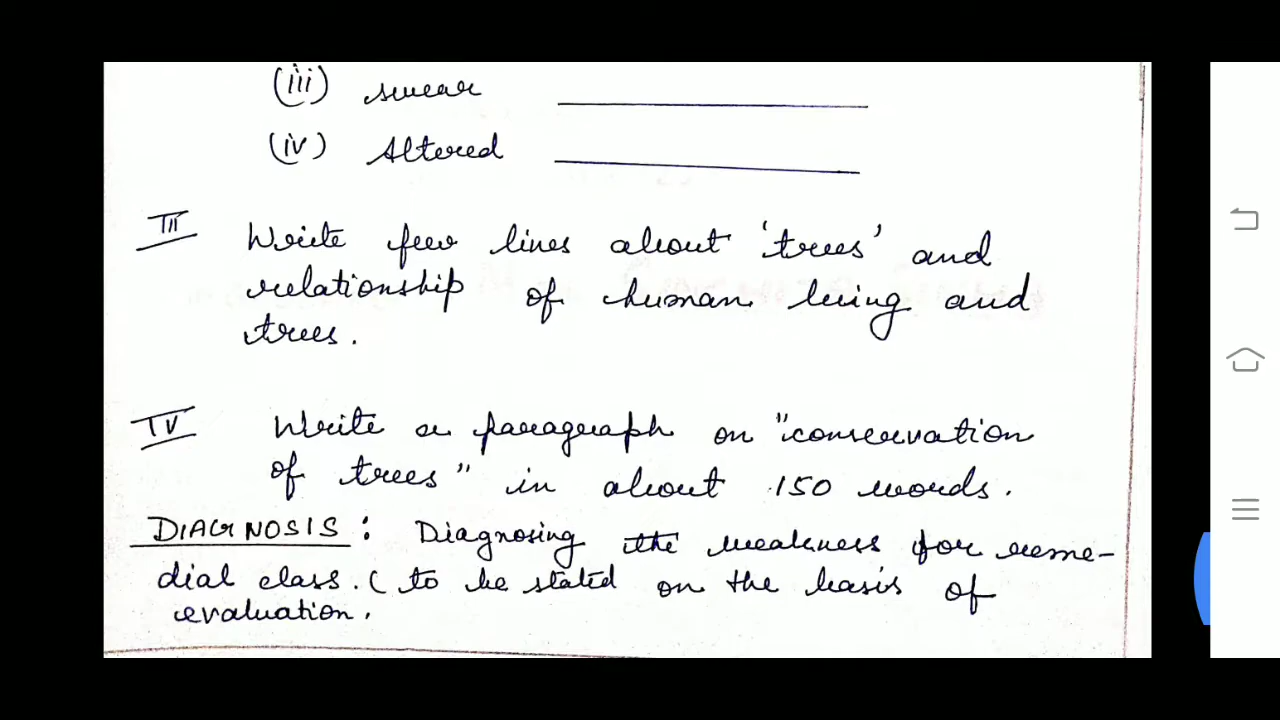 (iii) swear
(iv) Altered
III Write few lines about 'trees' and
relationship of human being and
trees.
IV Write a paragraph on "conservation
of trees" in about 150 words.
DIAGNOSIS: Diagnosing the weakness for reme-
dial class. ( to be stated on the basis of
evaluation.